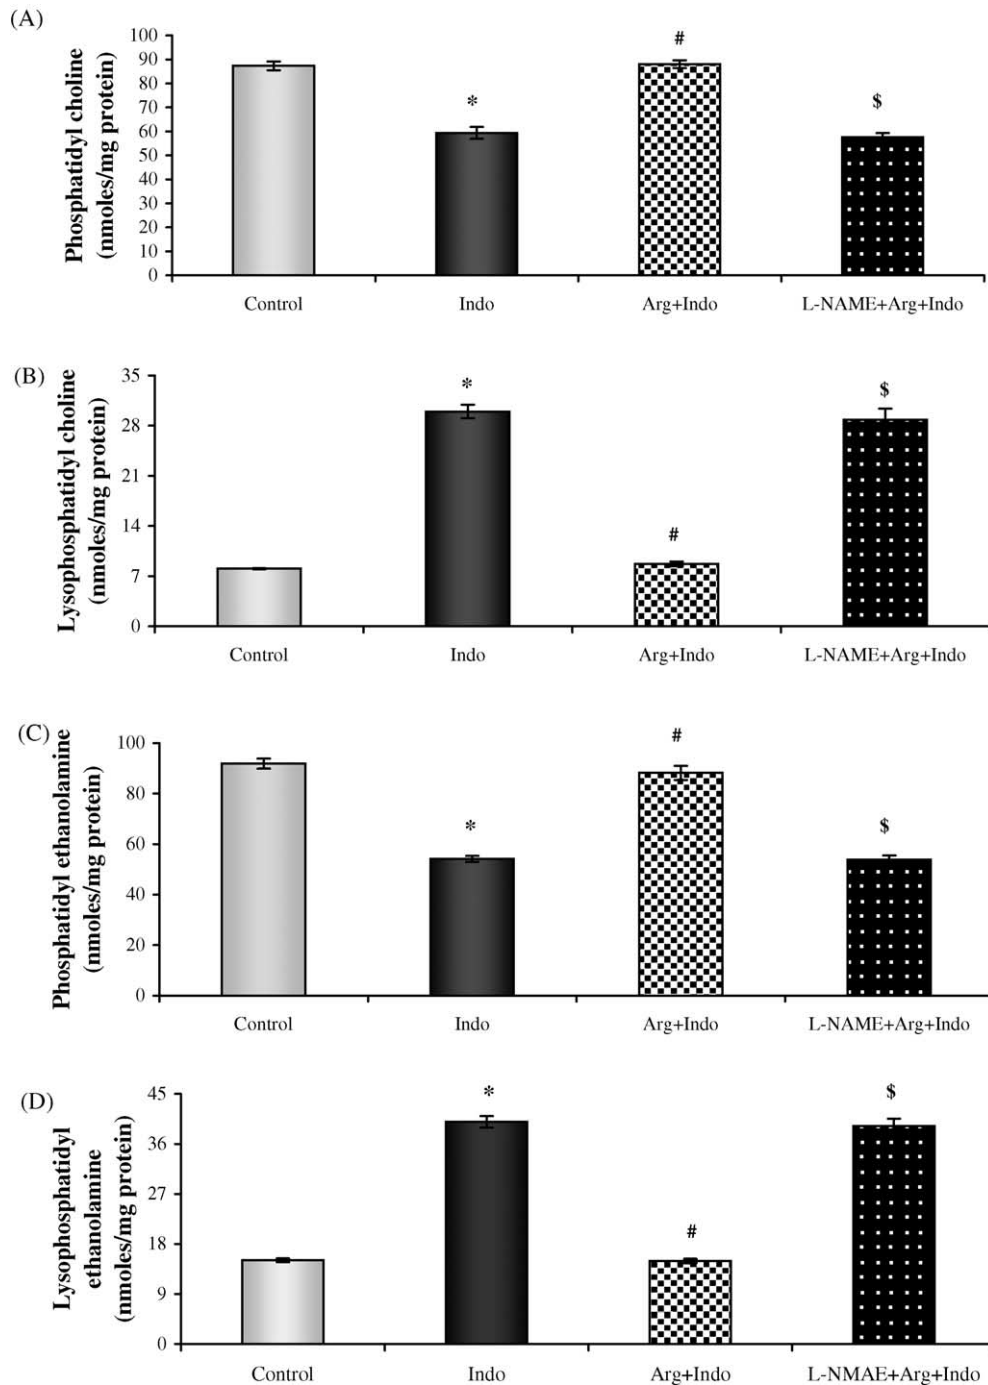 (A)
Phosphatidyl choline
(nmoles/mg protein)
100
90
80
70
60
50
40
30
20
10
0
*
#
$
Control Indo Arg+Indo L-NAME+Arg+Indo
(B)
Lysophosphatidyl choline
(nmoles/mg protein)
35
28
21
14
7
0
*
#
$
Control Indo Arg+Indo L-NAME+Arg+Indo
(C)
Phosphatidyl ethanolamine
(nmoles/mg protein)
100
80
60
40
20
0
*
#
$
Control Indo Arg+Indo L-NAME+Arg+Indo
(D)
Lysophosphatidyl
ethanolamine
(nmoles/mg protein)
45
36
27
18
9
0
*
#
$
Control Indo Arg+Indo L-NMAE+Arg+Indo